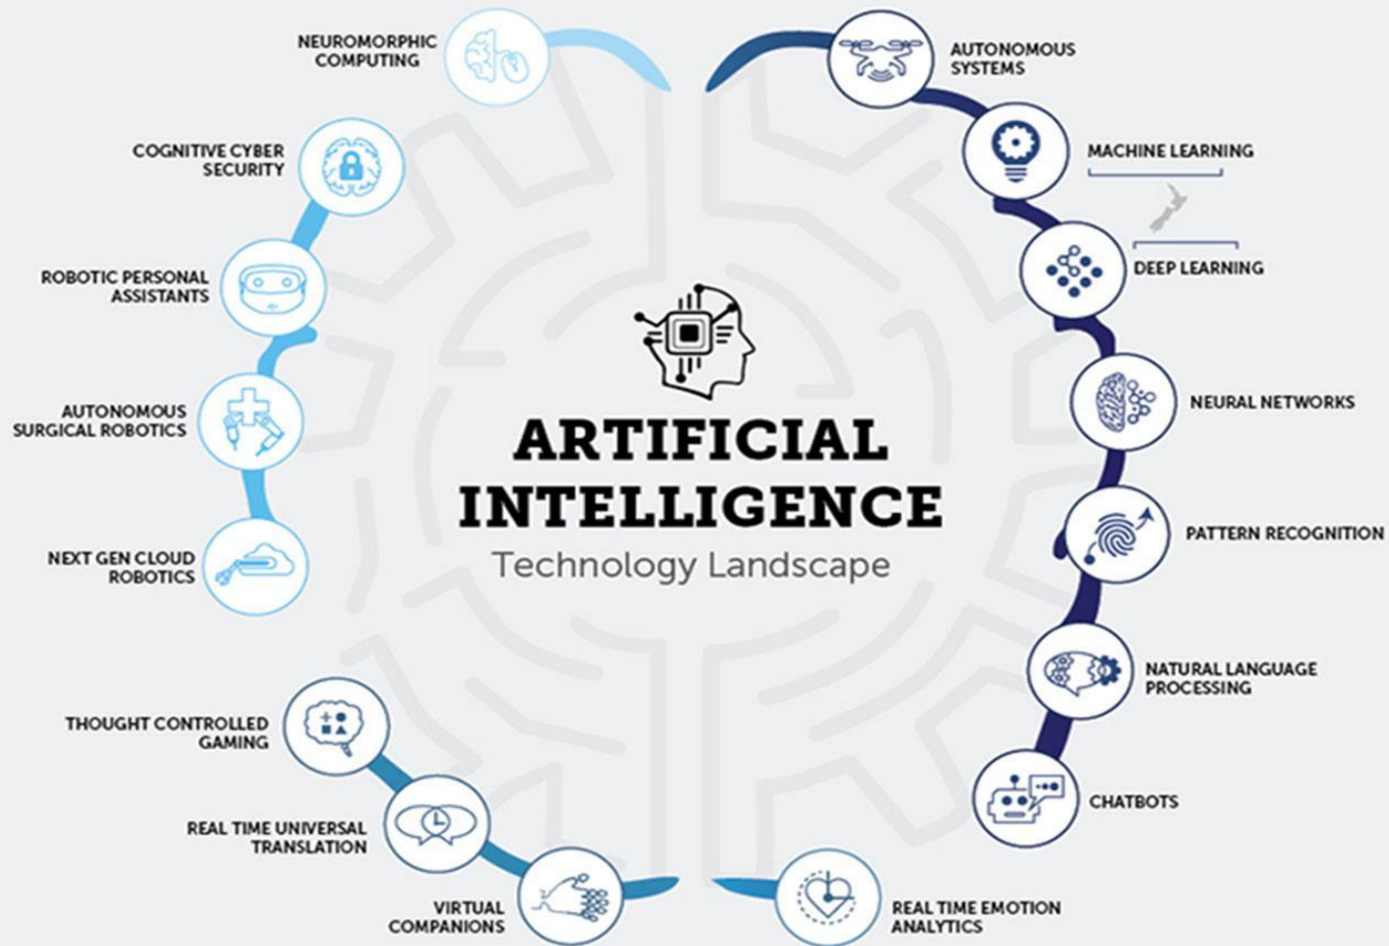 NEUROMORPHIC
COMPUTING
AUTONOMOUS
SYSTEMS
COGNITIVE CYBER
SECURITY
MACHINE LEARNING
ROBOTIC PERSONAL
ASSISTANTS
DEEP LEARNING
ARTIFICIAL
INTELLIGENCE
Technology Landscape
AUTONOMOUS
SURGICAL ROBOTICS
NEURAL NETWORKS
NEXT GEN CLOUD
ROBOTICS
PATTERN RECOGNITION
NATURAL LANGUAGE
PROCESSING
THOUGHT CONTROLLED
GAMING
CHATBOTS
REAL TIME UNIVERSAL
TRANSLATION
VIRTUAL
COMPANIONS
REAL TIME EMOTION
ANALYTICS